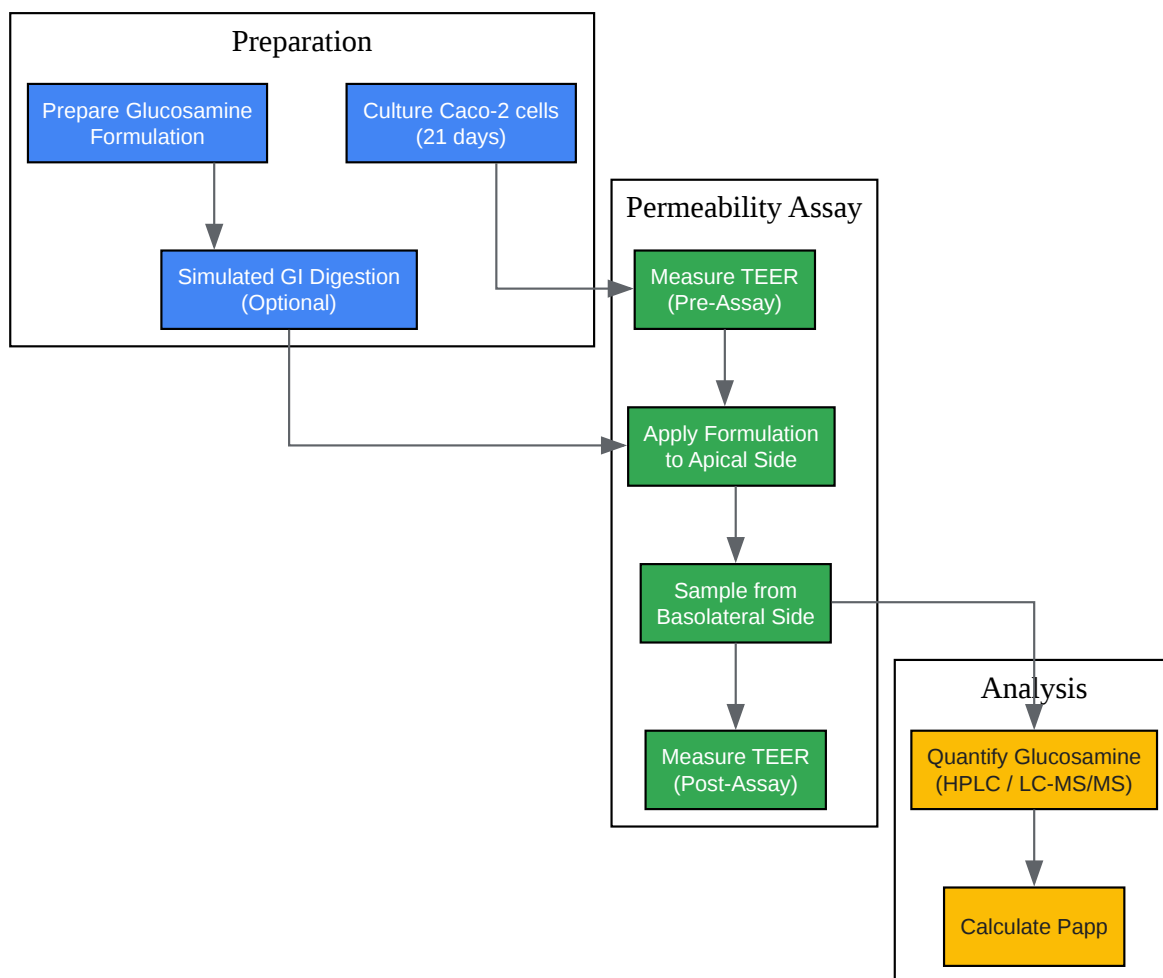 Preparation
Prepare Glucosamine
Formulation
Culture Caco-2 cells
(21 days)
Simulated GI Digestion
(Optional)
Permeability Assay
Measure TEER
(Pre-Assay)
Apply Formulation
to Apical Side
Sample from
Basolateral Side
Measure TEER
(Post-Assay)
Analysis
Quantify Glucosamine
(HPLC / LC-MS/MS)
Calculate Papp